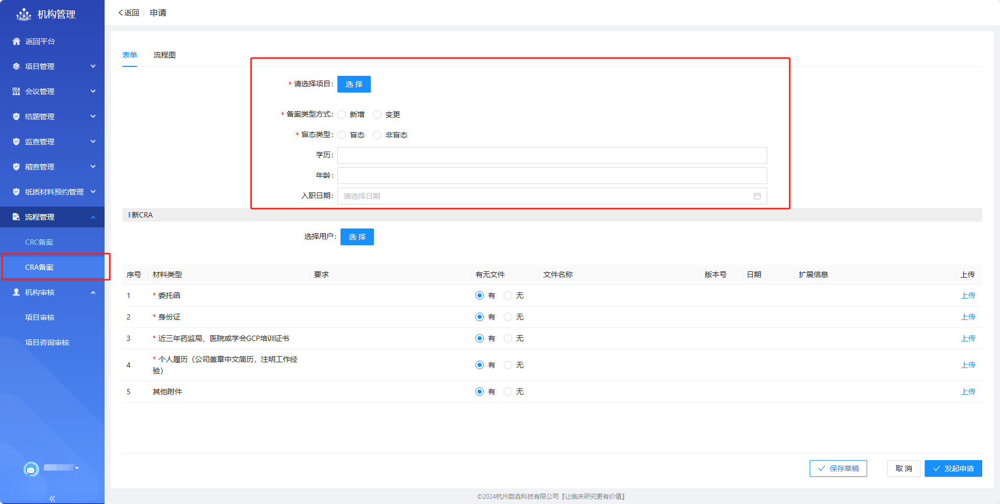 机构管理
返回平台
项目管理
会议管理
结题管理
监查管理
稽查管理
纸质材料预约管理
流程管理
CRC备案
CRA备案
机构审核
项目审核
项目咨询审核
返回 申请
表单 流程图
* 请选择项目: 选 择
* 备案类型方式: 新增 变更
* 盲态类型: 盲态 非盲态
学历:
年龄:
入职日期: 请选择日期
新CRA
选择用户: 选 择
序号 材料类型 要求 有无文件 文件名称 版本号 日期 扩展信息 上传
1 * 委托函 有 无 上传
2 * 身份证 有 无 上传
3 * 近三年药监局、医院或学会GCP培训证书 有 无 上传
4 * 个人履历（公司盖章中文简历，注明工作经
验） 有 无 上传
5 其他附件 有 无 上传
保存草稿 取 消 发起申请
©2024杭州数垚科技有限公司『让临床研究更有价值』